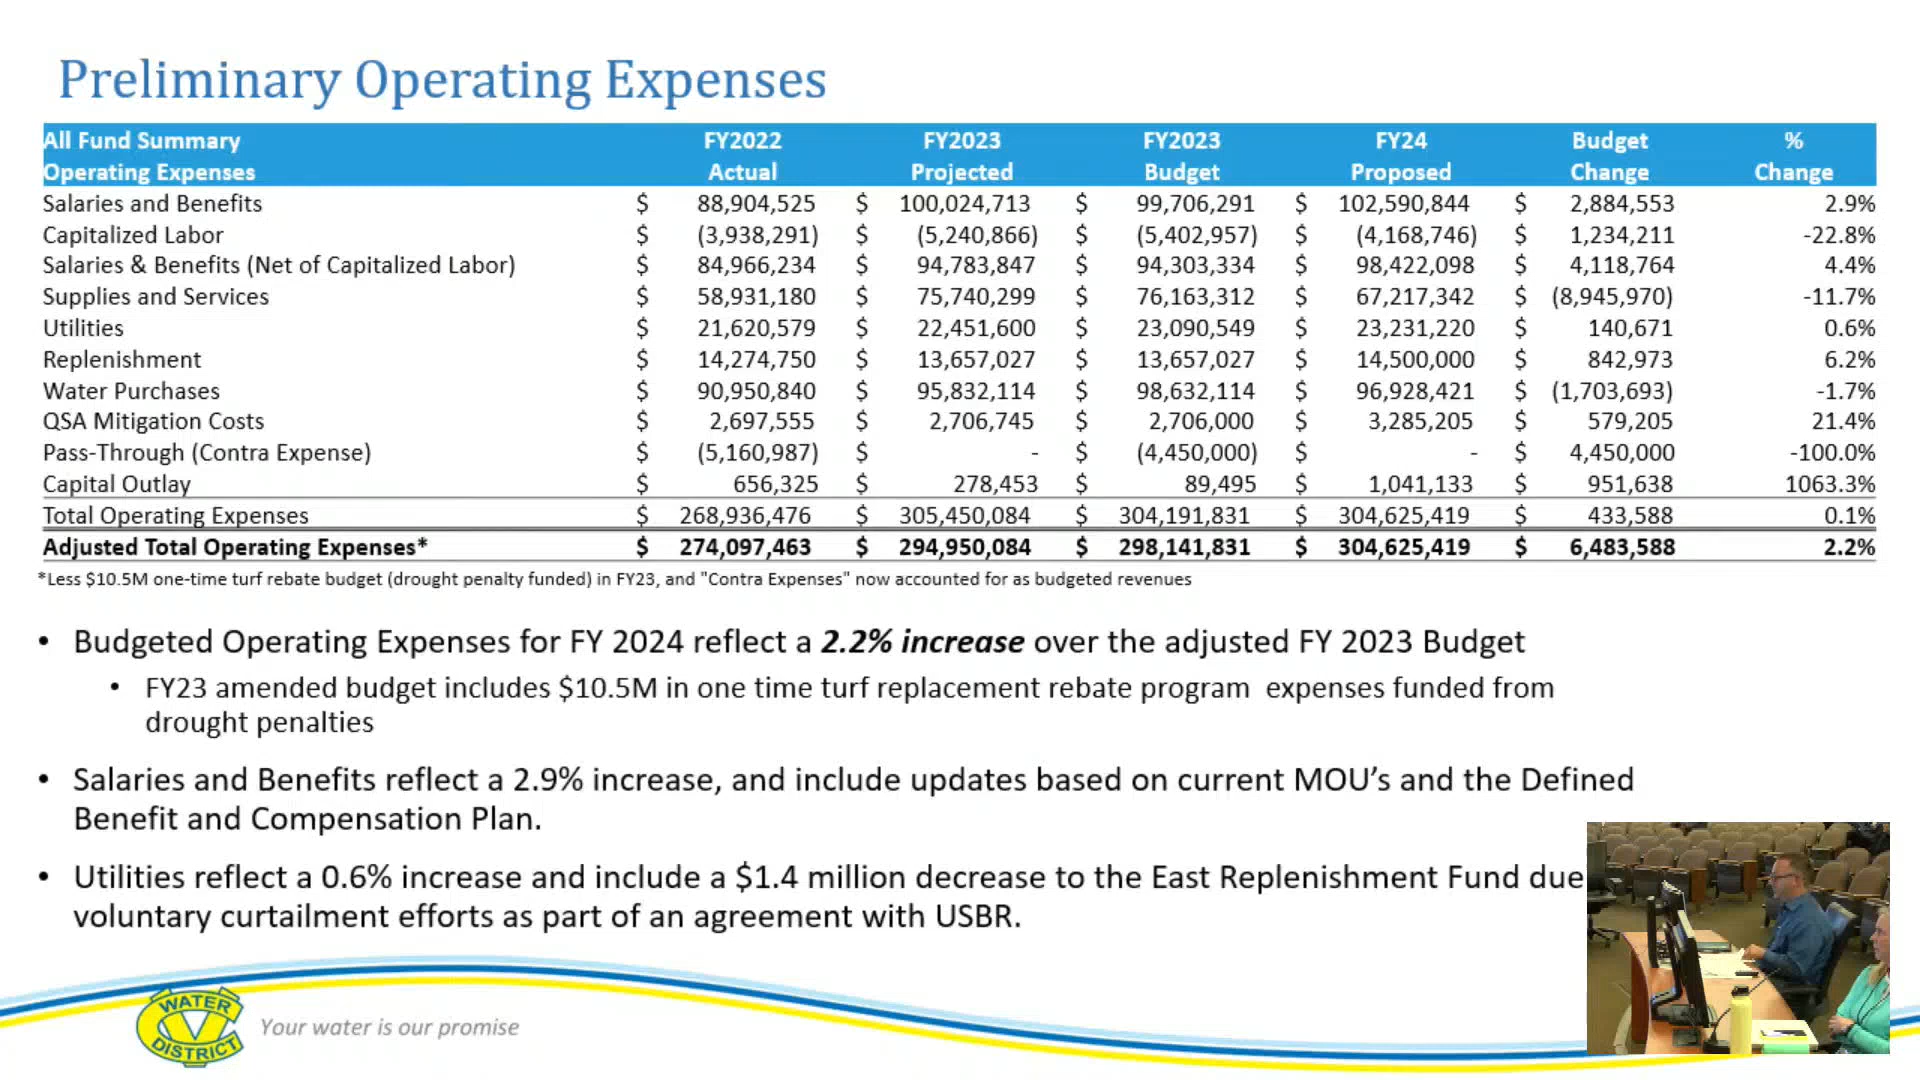 Preliminary Operating Expenses
All Fund Summary FY2022 FY2023 FY2023 FY24 Budget %
Operating Expenses Actual Projected Budget Proposed Change Change
Salaries and Benefits $ 88,904,525 $ 100,024,713 $ 99,706,291 $ 102,590,844 $ 2,884,553 2.9%
Capitalized Labor $ (3,938,291) $ (5,240,866) $ (5,402,957) $ (4,168,746) $ 1,234,211 -22.8%
Salaries & Benefits (Net of Capitalized Labor) $ 84,966,234 $ 94,783,847 $ 94,303,334 $ 98,422,098 $ 4,118,764 4.4%
Supplies and Services $ 58,931,180 $ 75,740,299 $ 76,163,312 $ 67,217,342 $ (8,945,970) -11.7%
Utilities $ 21,620,579 $ 22,451,600 $ 23,090,549 $ 23,231,220 $ 140,671 0.6%
Replenishment $ 14,274,750 $ 13,657,027 $ 13,657,027 $ 14,500,000 $ 842,973 6.2%
Water Purchases $ 90,950,840 $ 95,832,114 $ 98,632,114 $ 96,928,421 $ (1,703,693) -1.7%
QSA Mitigation Costs $ 2,697,555 $ 2,706,745 $ 2,706,000 $ 3,285,205 $ 579,205 21.4%
Pass-Through (Contra Expense) $ (5,160,987) $ - $ (4,450,000) $ - $ 4,450,000 -100.0%
Capital Outlay $ 656,325 $ 278,453 $ 89,495 $ 1,041,133 $ 951,638 1063.3%
Total Operating Expenses $ 268,936,476 $ 305,450,084 $ 304,191,831 $ 304,625,419 $ 433,588 0.1%
Adjusted Total Operating Expenses* $ 274,097,463 $ 294,950,084 $ 298,141,831 $ 304,625,419 $ 6,483,588 2.2%
*Less $10.5M one-time turf rebate budget (drought penalty funded) in FY23, and "Contra Expenses" now accounted for as budgeted revenues
• Budgeted Operating Expenses for FY 2024 reflect a 2.2% increase over the adjusted FY 2023 Budget
• FY23 amended budget includes $10.5M in one time turf replacement rebate program expenses funded from
drought penalties
• Salaries and Benefits reflect a 2.9% increase, and include updates based on current MOU's and the Defined
Benefit and Compensation Plan.
• Utilities reflect a 0.6% increase and include a $1.4 million decrease to the East Replenishment Fund due
voluntary curtailment efforts as part of an agreement with USBR.
WATER
CV
DISTRICT
Your water is our promise